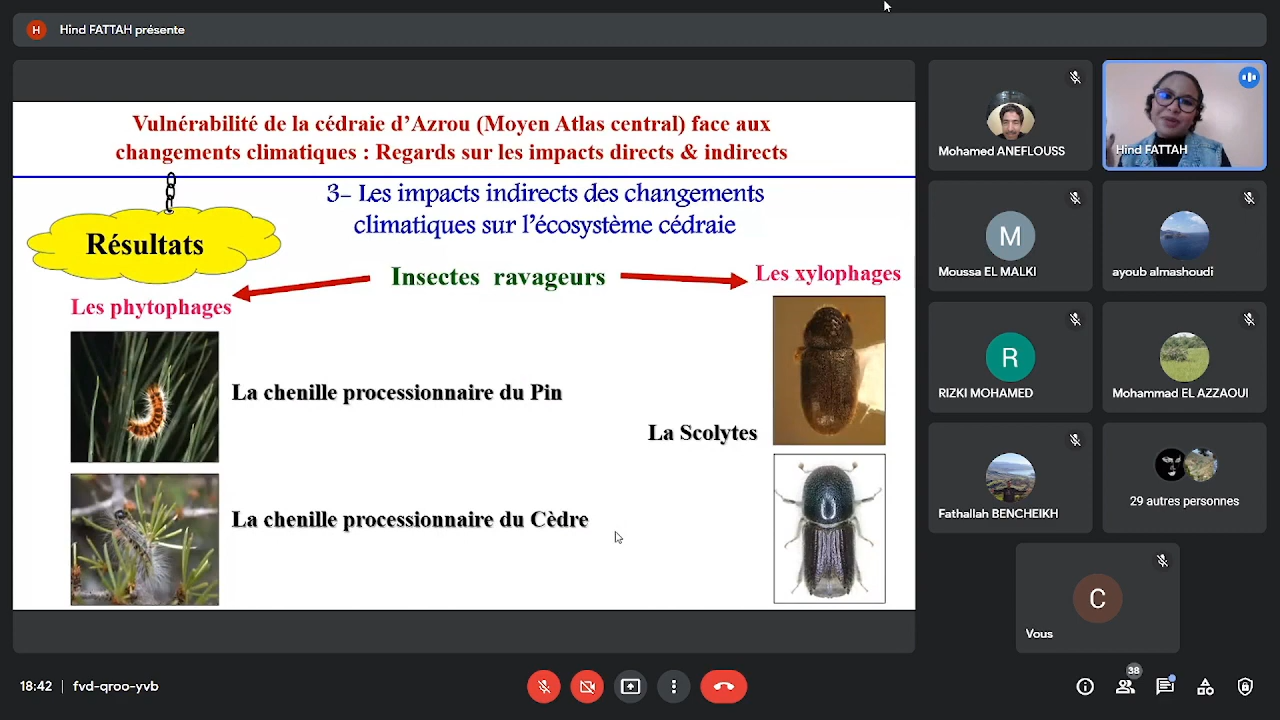 H Hind FATTAH présente
Vulnérabilité de la cédraie d'Azrou (Moyen Atlas central) face aux
changements climatiques : Regards sur les impacts directs & indirects
3- Les impacts indirects des changements
climatiques sur l'écosystème cédraie
Résultats
Insectes ravageurs
Les xylophages
Les phytophages
La chenille processionnaire du Pin
La Scolytes
La chenille processionnaire du Cèdre
Mohamed ANEFLOUSS
Hind FATTAH
M
Moussa EL MALKI
ayoub almashoudi
R
RIZKI MOHAMED
Mohammad EL AZZAOUI
Fathallah BENCHEIKH
29 autres personnes
C
Vous
18:42 | fvd-qroo-yvb
38